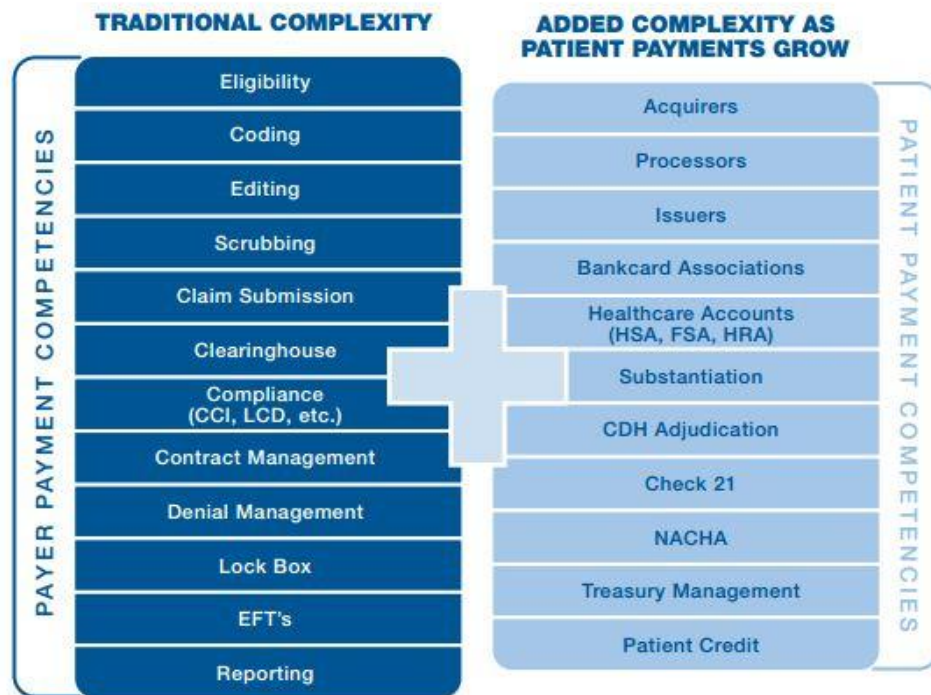 TRADITIONAL COMPLEXITY
PAYER PAYMENT COMPETENCIES
Eligibility
Coding
Editing
Scrubbing
Claim Submission
Clearinghouse
Compliance
(CCI, LCD, etc.)
Contract Management
Denial Management
Lock Box
EFT's
Reporting
ADDED COMPLEXITY AS
PATIENT PAYMENTS GROW
Acquirers
Processors
Issuers
Bankcard Associations
Healthcare Accounts
(HSA, FSA, HRA)
Substantiation
CDH Adjudication
Check 21
NACHA
Treasury Management
Patient Credit
PATIENT PAYMENT COMPETENCIES